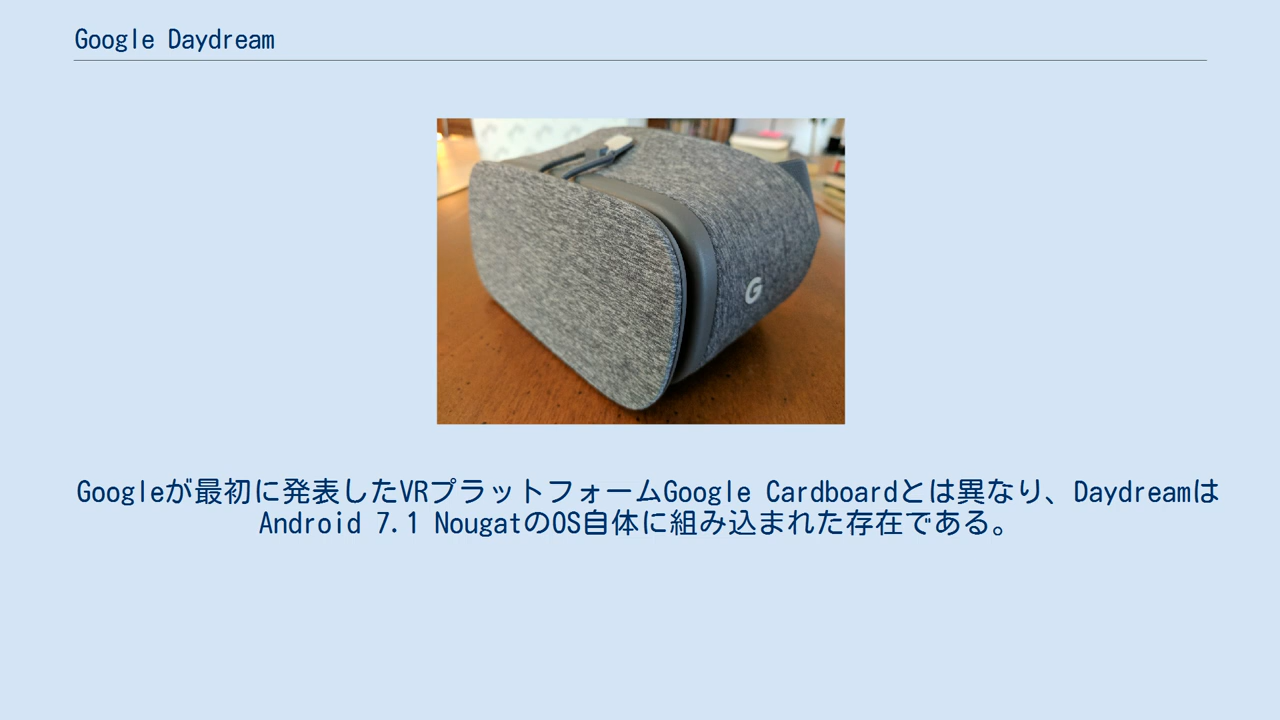 Google Daydream
G
Googleが最初に発表したVRプラットフォームGoogle Cardboardとは異なり、Daydreamは
Android 7.1 NougatのOS自体に組み込まれた存在である。